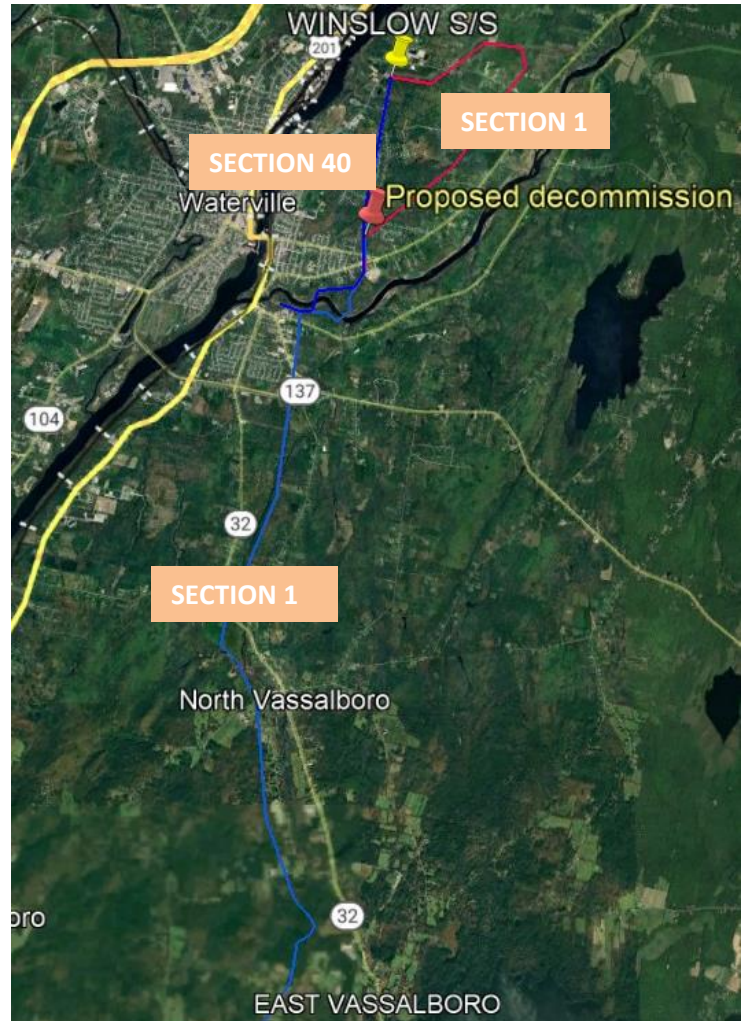 WINSLOW S/S
201
SECTION 1
SECTION 40
Waterville
Proposed decommission
137
104
32
SECTION 1
North Vassalboro
oro
32
EAST VASSALBORO